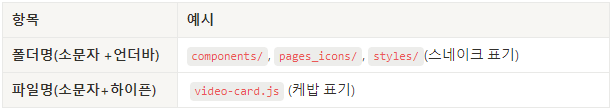 항목 예시
폴더명(소문자 +언더바) components/, pages_icons/, styles/(스네이크 표기)
파일명(소문자+하이픈) video-card.js (케밥 표기)